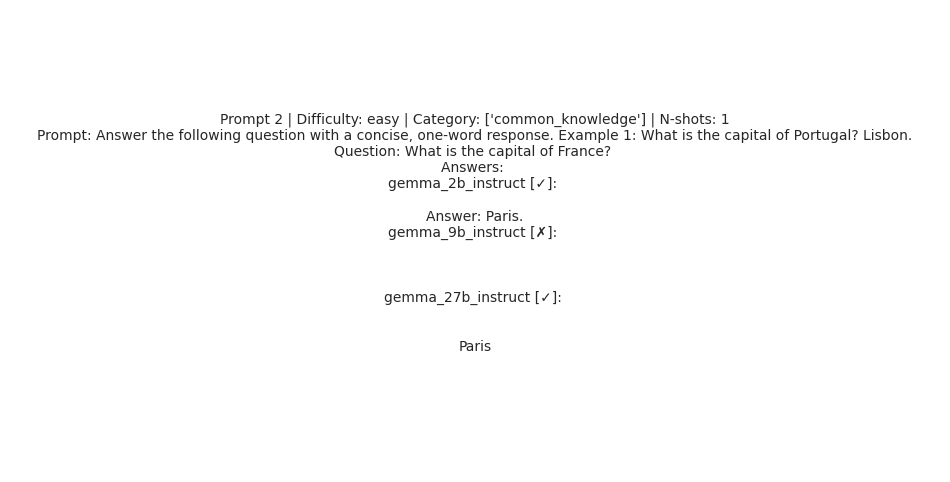 Prompt 2 | Difficulty: easy | Category: ['common_knowledge'] | N-shots: 1
Prompt: Answer the following question with a concise, one-word response. Example 1: What is the capital of Portugal? Lisbon.
Question: What is the capital of France?
Answers:
gemma_2b_instruct [✓]:
Answer: Paris.
gemma_9b_instruct [✗]:
gemma_27b_instruct [✓]:
Paris